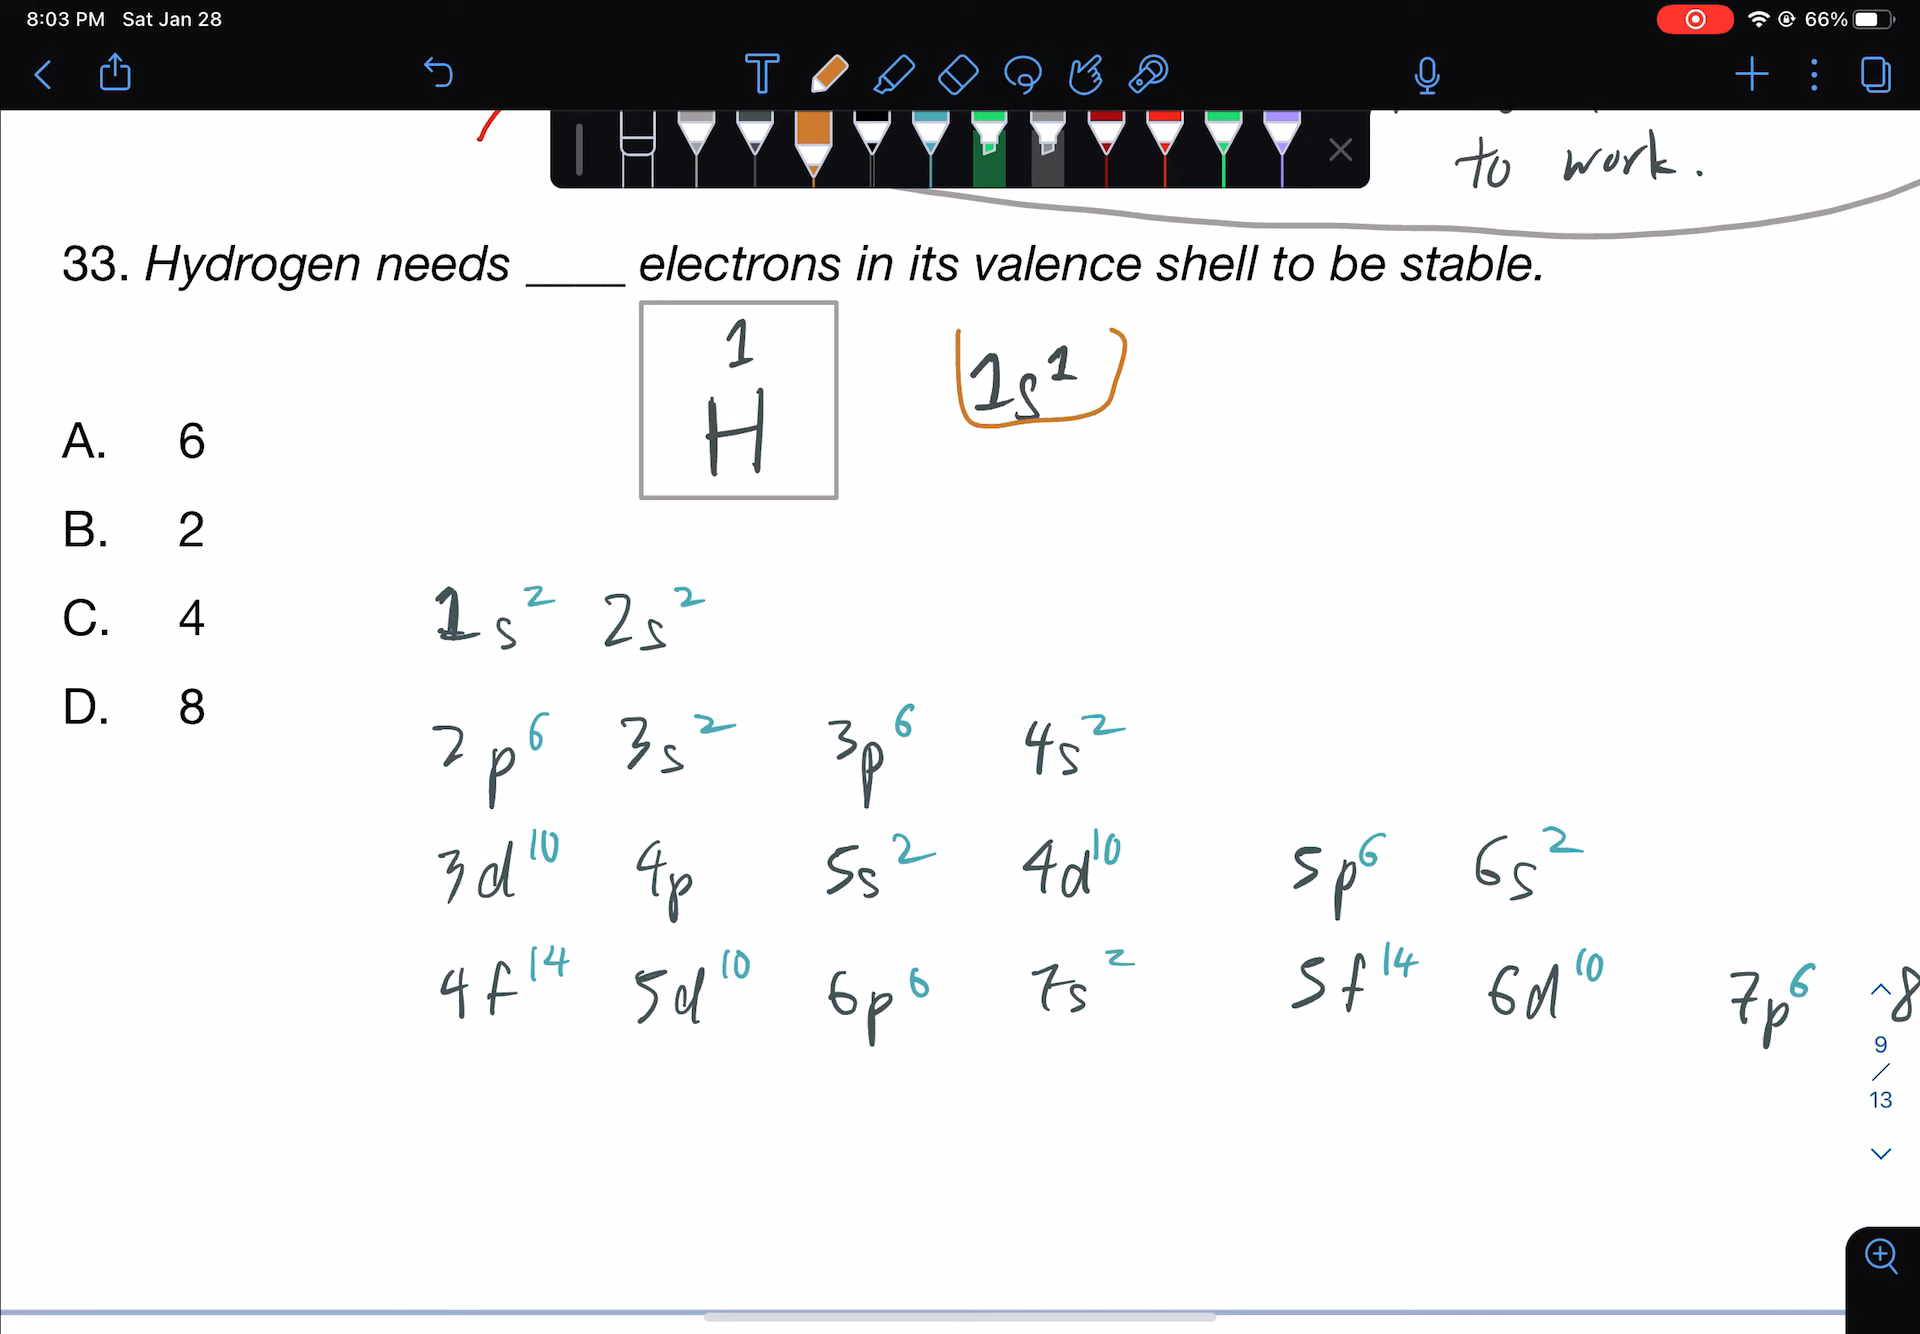 8:03 PM Sat Jan 28 66%
to work.
33. Hydrogen needs ____ electrons in its valence shell to be stable.
1
H
1s¹
A. 6
B. 2
C. 4
D. 8
1s² 2s²
2p⁶ 3s² 3p⁶ 4s²
3d¹⁰ 4p 5s² 4d¹⁰ 5p⁶ 6s²
4f¹⁴ 5d¹⁰ 6p⁶ 7s² 5f¹⁴ 6d¹⁰ 7p⁶ 8
9
/
13